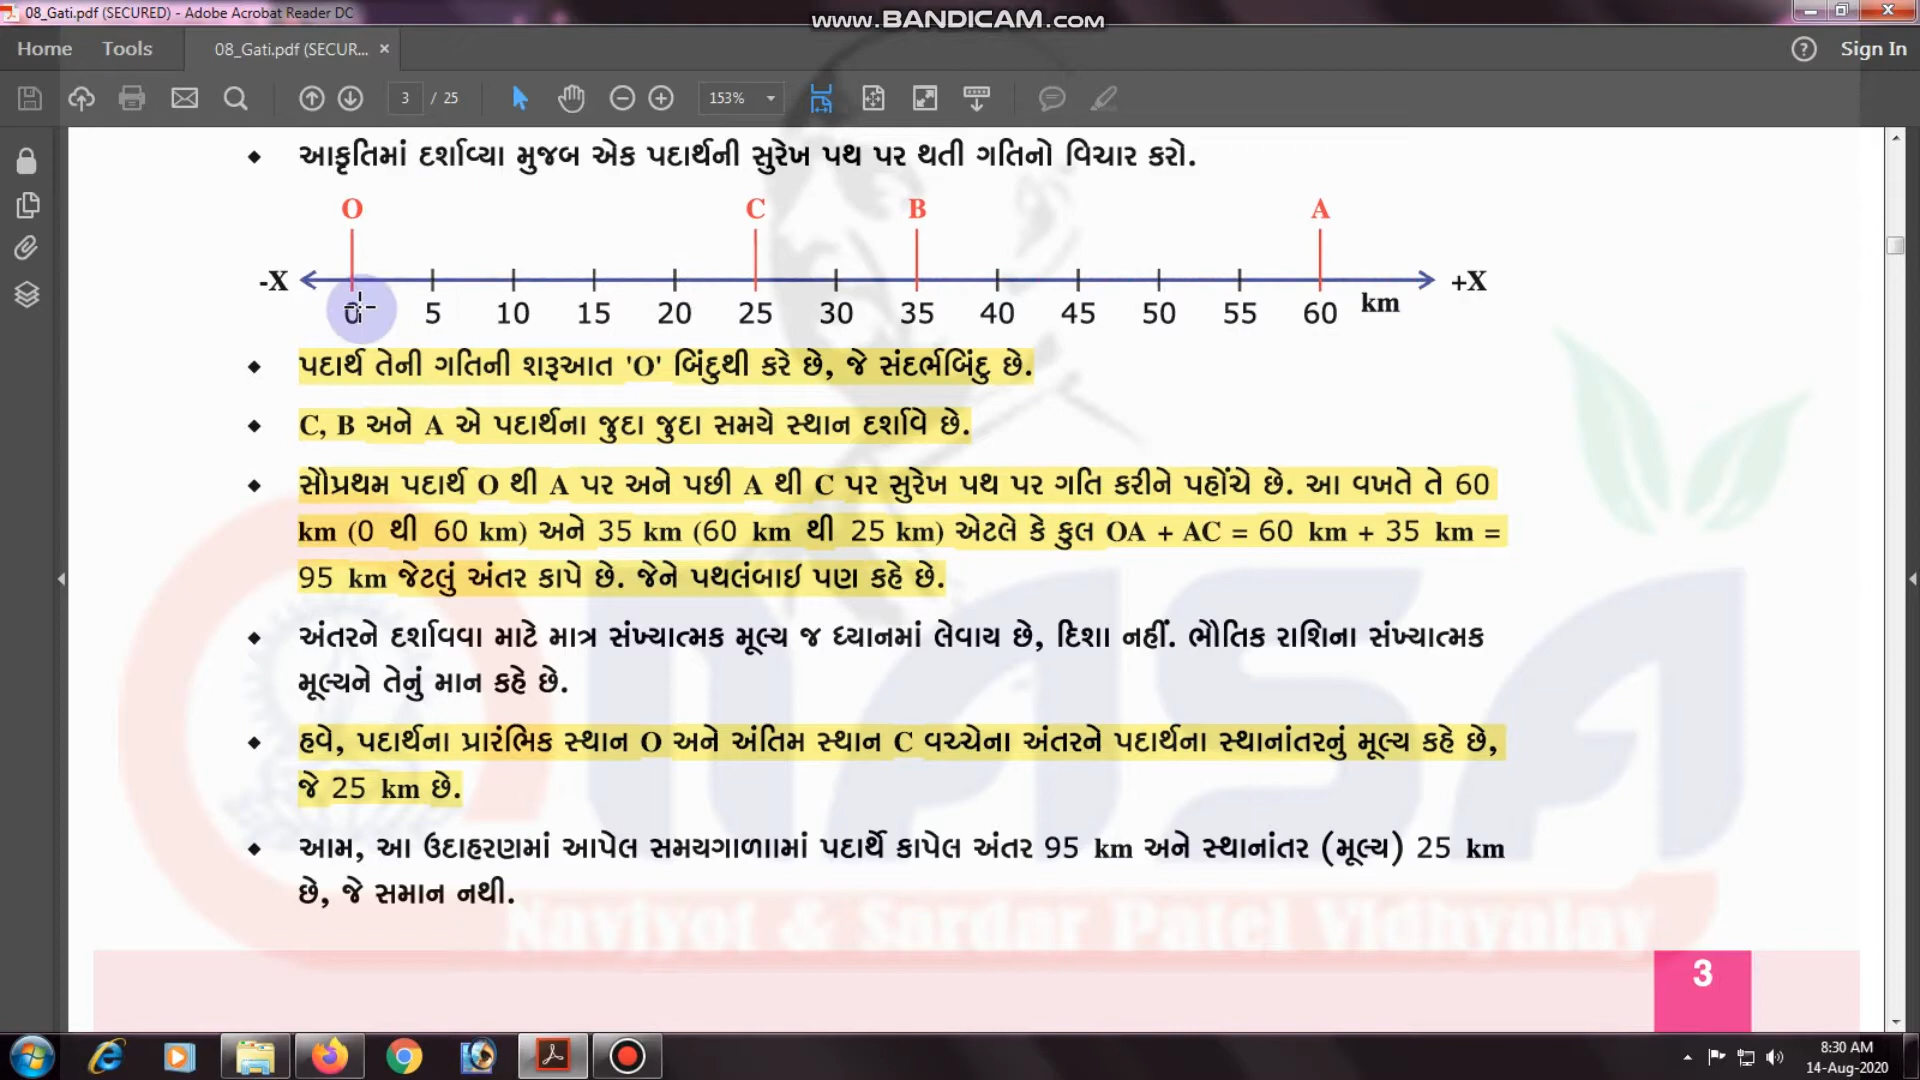 08_Gati.pdf (SECURED) - Adobe Acrobat Reader DC
www.BANDICAM.com
Home Tools 08_Gati.pdf (SECUR... × Sign In
3 / 25 153%
◆ આકૃતિમાં દર્શાવ્યા મુજબ એક પદાર્થની સુરેખ પથ પર થતી ગતિનો વિચાર કરો.
O C B A
-X +X
0 5 10 15 20 25 30 35 40 45 50 55 60 km
◆ પદાર્થ તેની ગતિની શરૂઆત 'O' બિંદુથી કરે છે, જે સંદર્ભબિંદુ છે.
◆ C, B અને A એ પદાર્થના જુદા જુદા સમયે સ્થાન દર્શાવે છે.
◆ સૌપ્રથમ પદાર્થ O થી A પર અને પછી A થી C પર સુરેખ પથ પર ગતિ કરીને પહોંચે છે. આ વખતે તે 60
km (0 થી 60 km) અને 35 km (60 km થી 25 km) એટલે કે કુલ OA + AC = 60 km + 35 km =
95 km જેટલું અંતર કાપે છે. જેને પથલંબાઈ પણ કહે છે.
◆ અંતરને દર્શાવવા માટે માત્ર સંખ્યાત્મક મૂલ્ય જ ધ્યાનમાં લેવાય છે, દિશા નહીં. ભૌતિક રાશિના સંખ્યાત્મક
મૂલ્યને તેનું માન કહે છે.
◆ હવે, પદાર્થના પ્રારંભિક સ્થાન O અને અંતિમ સ્થાન C વચ્ચેના અંતરને પદાર્થના સ્થાનાંતરનું મૂલ્ય કહે છે,
જે 25 km છે.
◆ આમ, આ ઉદાહરણમાં આપેલ સમયગાળાામાં પદાર્થે કાપેલ અંતર 95 km અને સ્થાનાંતર (મૂલ્ય) 25 km
છે, જે સમાન નથી.
NASA
Navjyot & Sardar Patel Vidhyalay
3
8:30 AM
14-Aug-2020